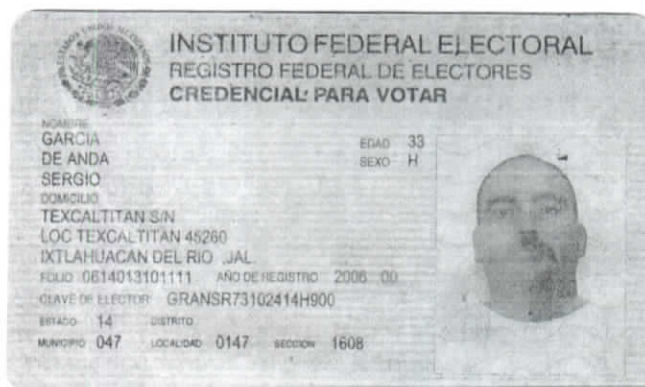 INSTITUTO FEDERAL ELECTORAL
REGISTRO FEDERAL DE ELECTORES
CREDENCIAL PARA VOTAR
NOMBRE
GARCIA EDAD 33
DE ANDA SEXO H
SERGIO
DOMICILIO
TEXCALTITAN S/N
LOC TEXCALTITAN 45260
IXTLAHUACAN DEL RIO ,JAL.
FOLIO 0614013101111 AÑO DE REGISTRO 2006 00
CLAVE DE ELECTOR GRANSR73102414H900
ESTADO 14 DISTRITO
MUNICIPIO 047 LOCALIDAD 0147 SECCION 1608